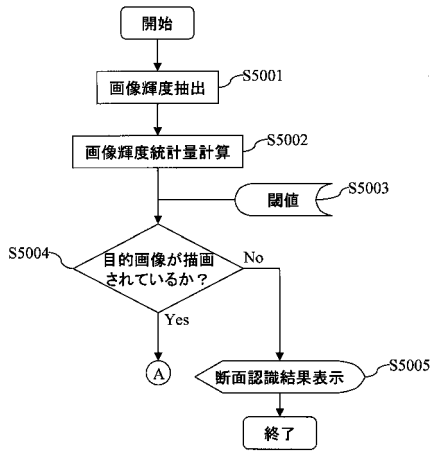 開始
画像輝度抽出
S5001
画像輝度統計量計算
S5002
閾値
S5003
S5004
目的画像が描画
されているか？
No
Yes
A
断面認識結果表示
S5005
終了